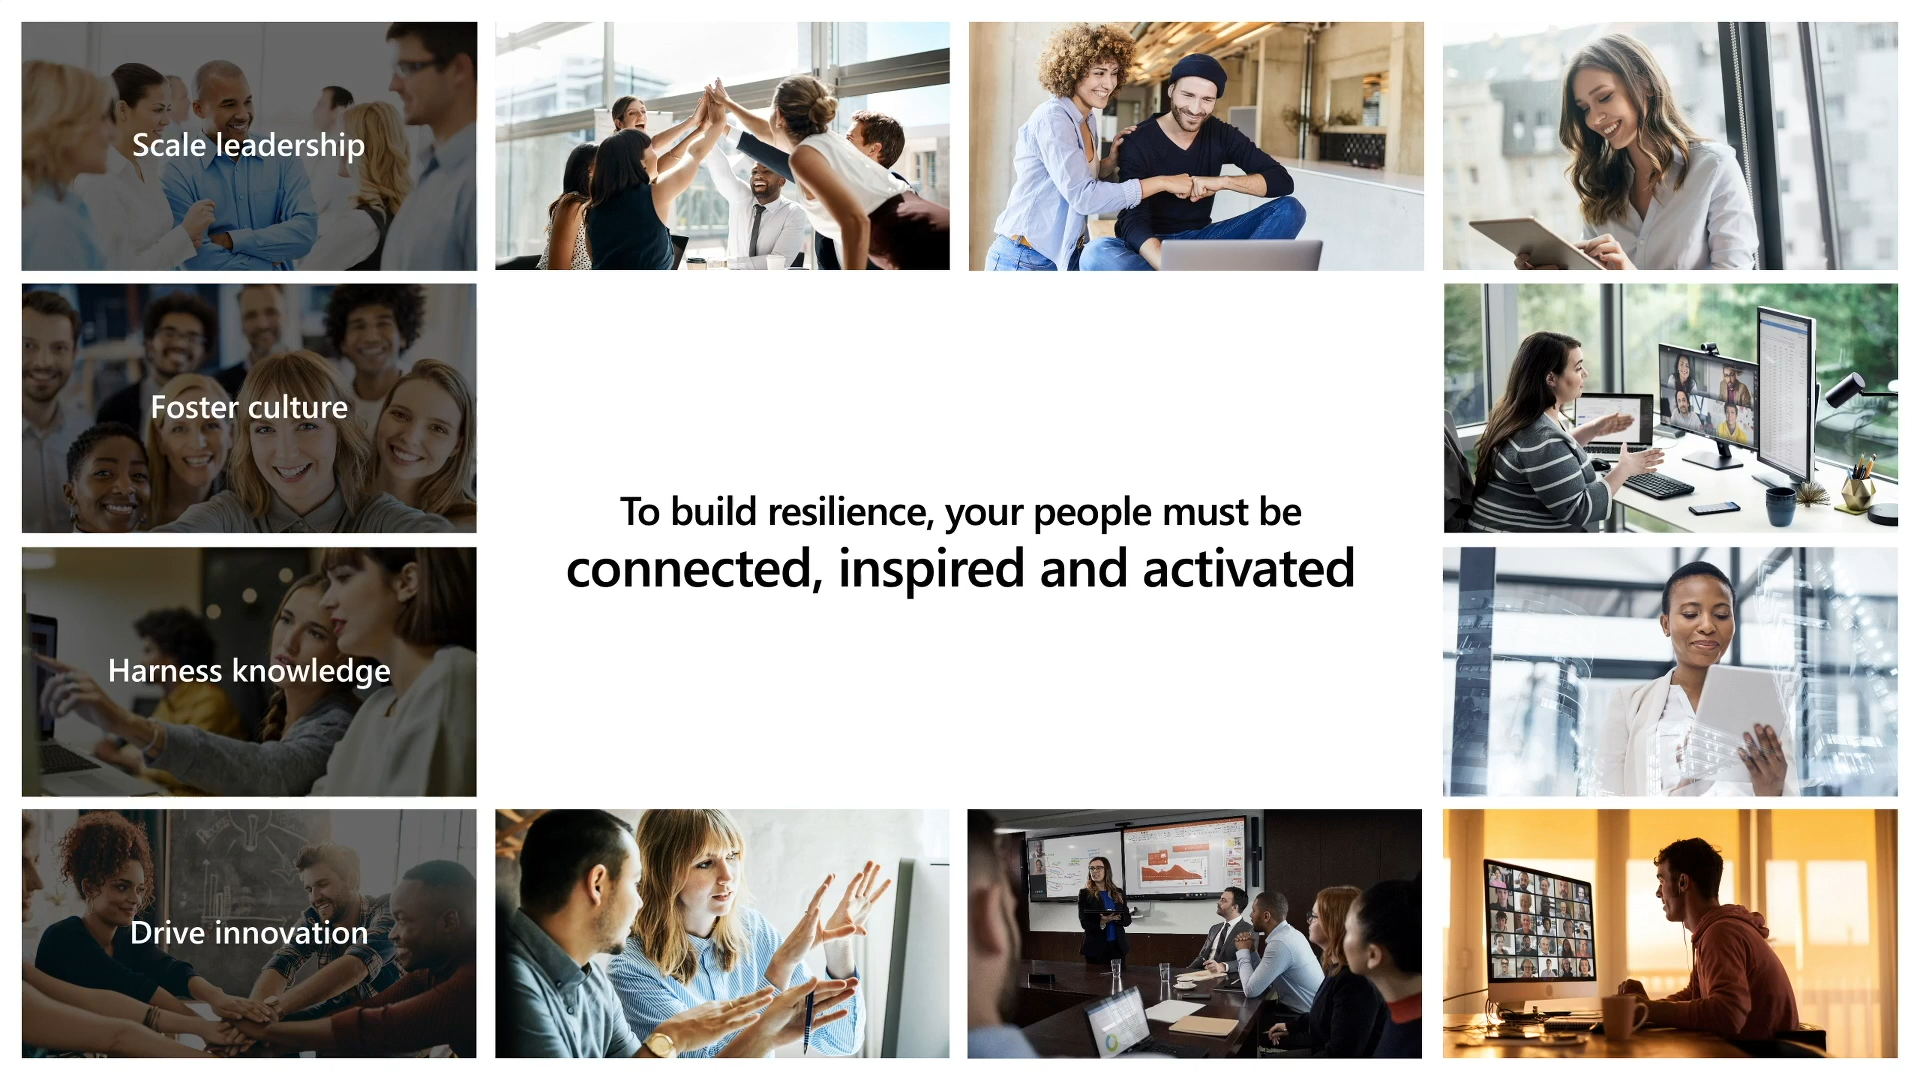 Scale leadership
Foster culture
To build resilience, your people must be
connected, inspired and activated
Harness knowledge
Drive innovation